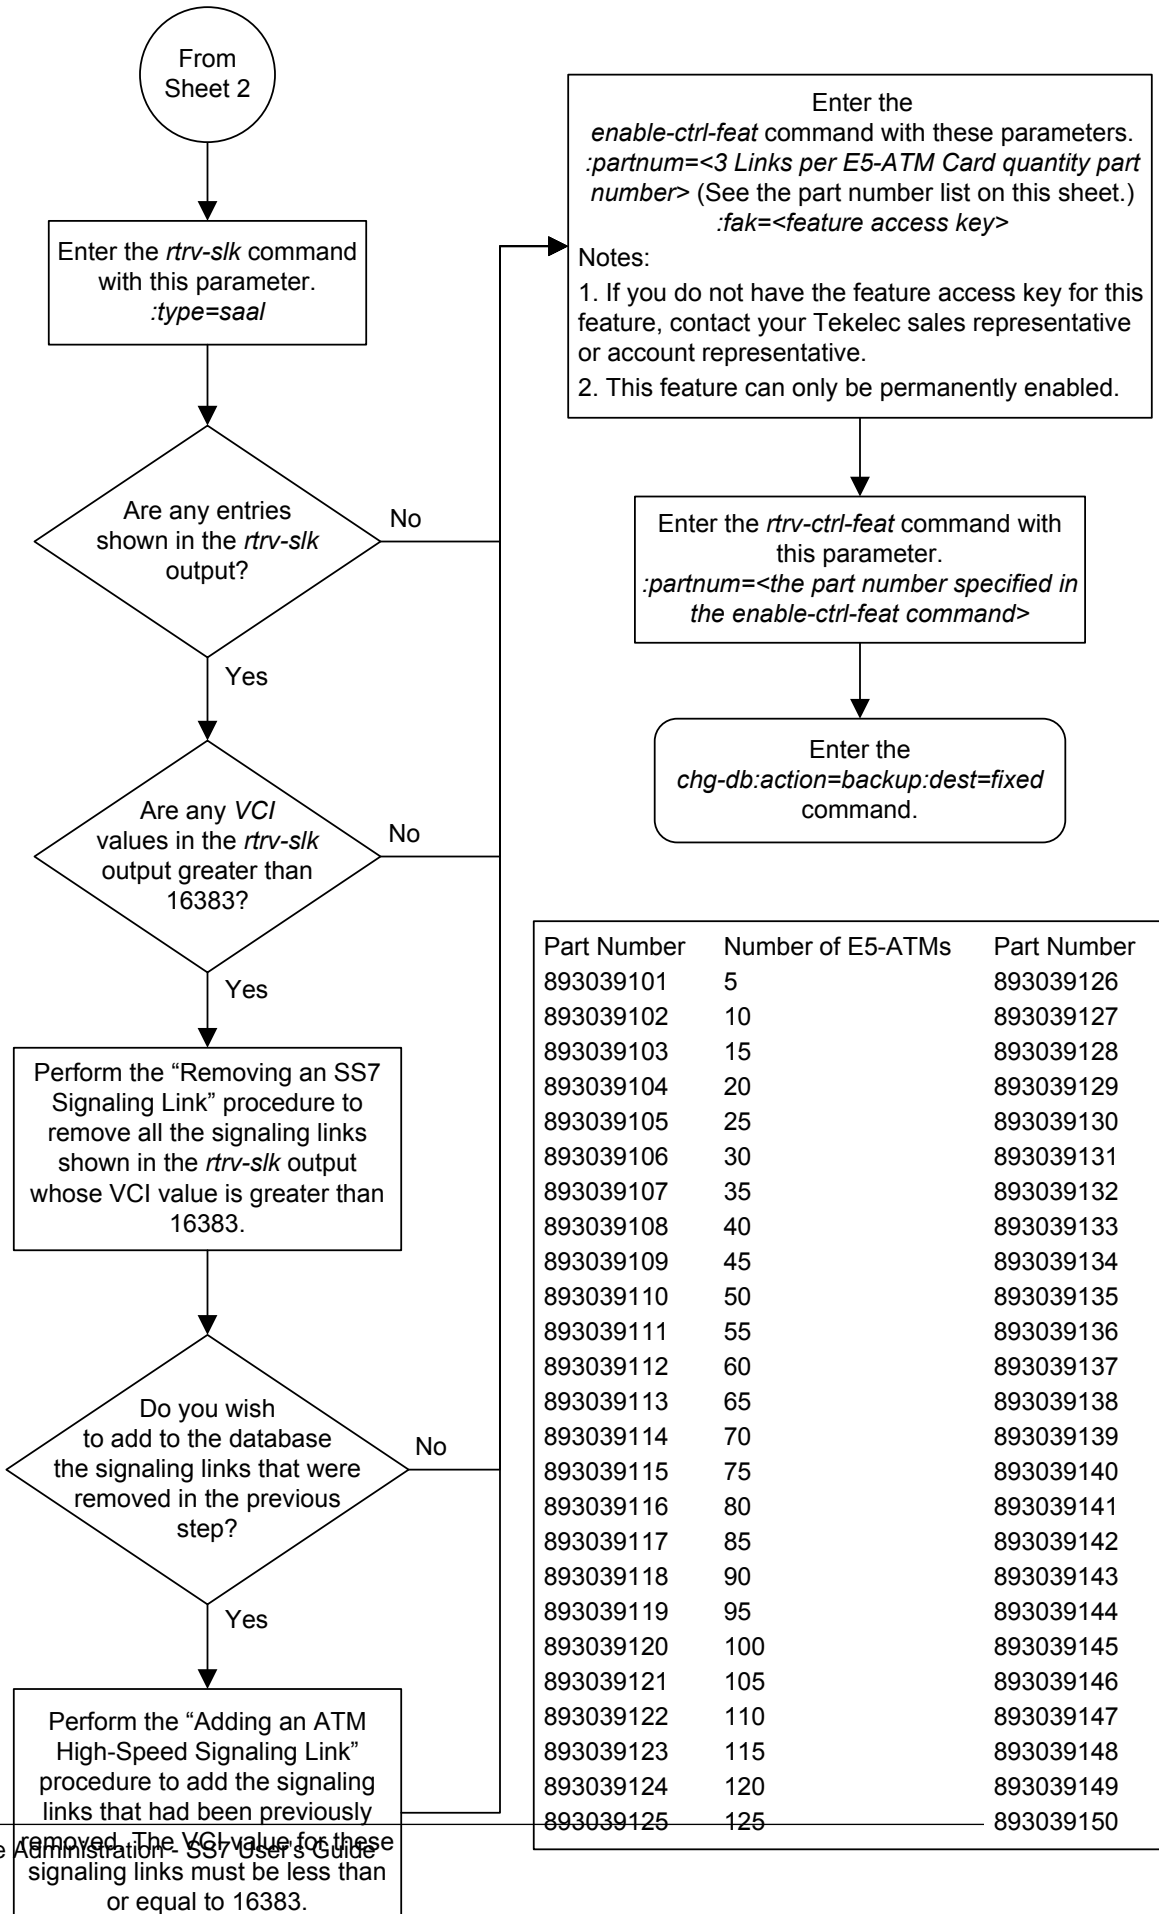 From
Sheet 2
Enter the rtrv-slk command
with this parameter.
:type=saal
Are any entries
shown in the rtrv-slk
output?
No
Yes
Are any VCI
values in the rtrv-slk
output greater than
16383?
No
Yes
Perform the “Removing an SS7
Signaling Link” procedure to
remove all the signaling links
shown in the rtrv-slk output
whose VCI value is greater than
16383.
Do you wish
to add to the database
the signaling links that were
removed in the previous
step?
No
Yes
Perform the “Adding an ATM
High-Speed Signaling Link”
procedure to add the signaling
links that had been previously
removed. The VCI value for these
signaling links must be less than
or equal to 16383.
Enter the
enable-ctrl-feat command with these parameters.
:partnum=<3 Links per E5-ATM Card quantity part
number> (See the part number list on this sheet.)
:fak=<feature access key>
Notes:
1. If you do not have the feature access key for this
feature, contact your Tekelec sales representative
or account representative.
2. This feature can only be permanently enabled.
Enter the rtrv-ctrl-feat command with
this parameter.
:partnum=<the part number specified in
the enable-ctrl-feat command>
Enter the
chg-db:action=backup:dest=fixed
command.
Part Number Number of E5-ATMs Part Number
893039101 5 893039126
893039102 10 893039127
893039103 15 893039128
893039104 20 893039129
893039105 25 893039130
893039106 30 893039131
893039107 35 893039132
893039108 40 893039133
893039109 45 893039134
893039110 50 893039135
893039111 55 893039136
893039112 60 893039137
893039113 65 893039138
893039114 70 893039139
893039115 75 893039140
893039116 80 893039141
893039117 85 893039142
893039118 90 893039143
893039119 95 893039144
893039120 100 893039145
893039121 105 893039146
893039122 110 893039147
893039123 115 893039148
893039124 120 893039149
893039125 125 893039150
e Administration - SS7 User's Guide